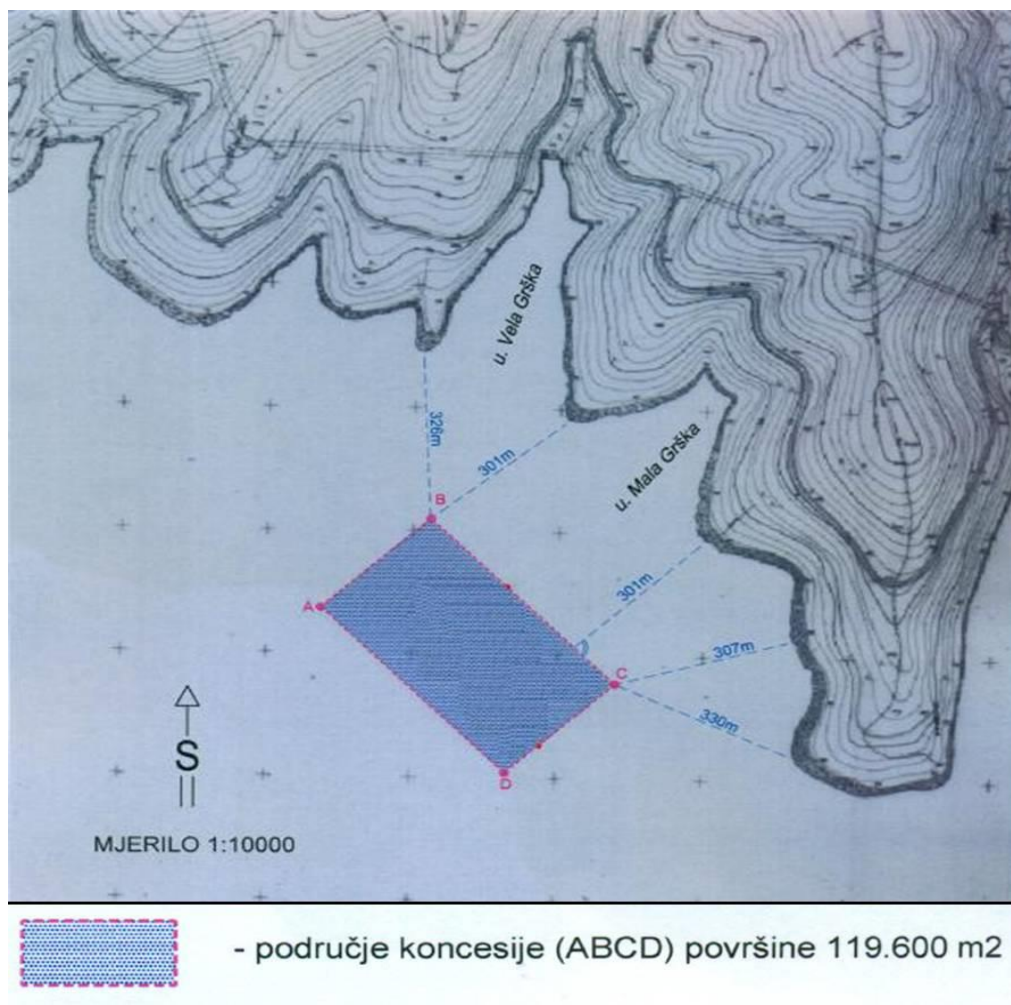 u. Vela Grška
326m
301m
B
u. Mala Grška
301m
A
307m
C
330m
D
S
MJERILO 1:10000
- područje koncesije (ABCD) površine 119.600 m2